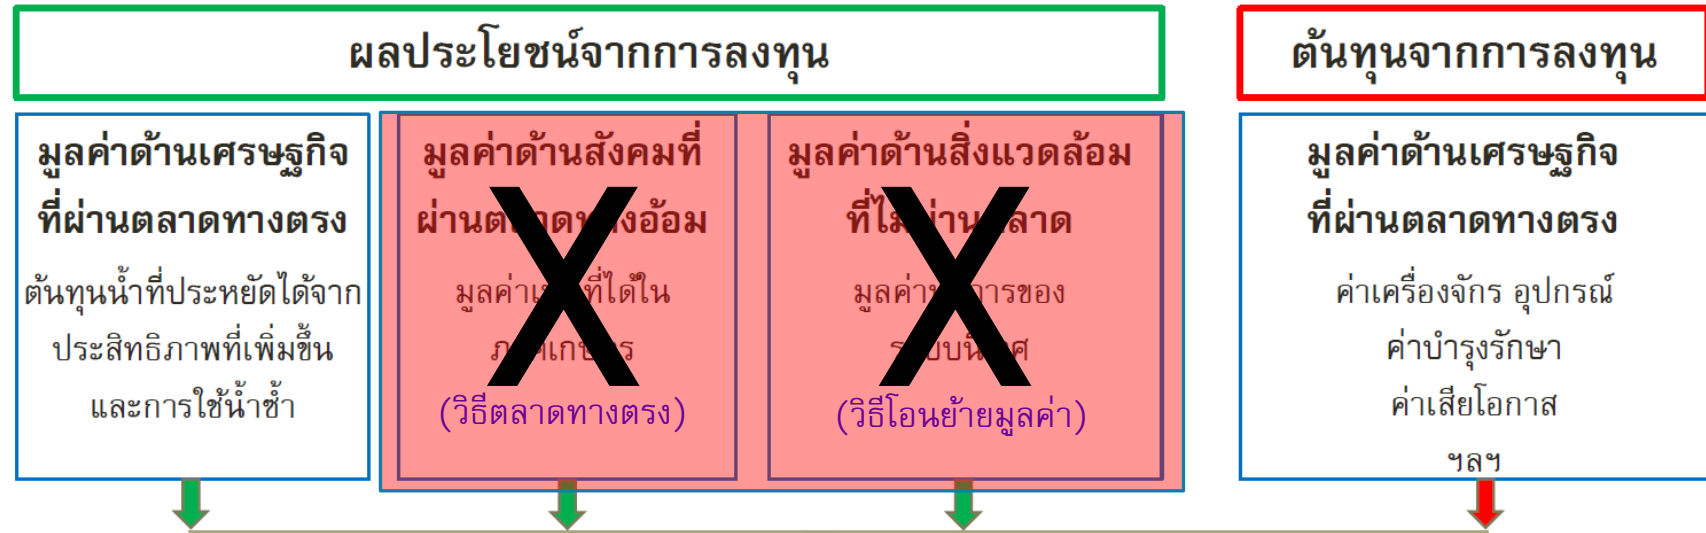 ผลประโยชน์จากการลงทุน
ต้นทุนจากการลงทุน
มูลค่าด้านเศรษฐกิจ
ที่ผ่านตลาดทางตรง
ต้นทุนน้ำที่ประหยัดได้จาก
ประสิทธิภาพที่เพิ่มขึ้น
และการใช้น้ำซ้ำ
มูลค่าด้านสังคมที่
ผ่านตลาดทางอ้อม
ที่ได้ใน
(วิธีตลาดทางตรง)
มูลค่าด้านสิ่งแวดล้อม
ที่ไม่ผ่านตลาด
(วิธีโอนย้ายมูลค่า)
มูลค่าด้านเศรษฐกิจ
ที่ผ่านตลาดทางตรง
ค่าเครื่องจักร อุปกรณ์
ค่าบำรุงรักษา
ค่าเสียโอกาส
ฯลฯ